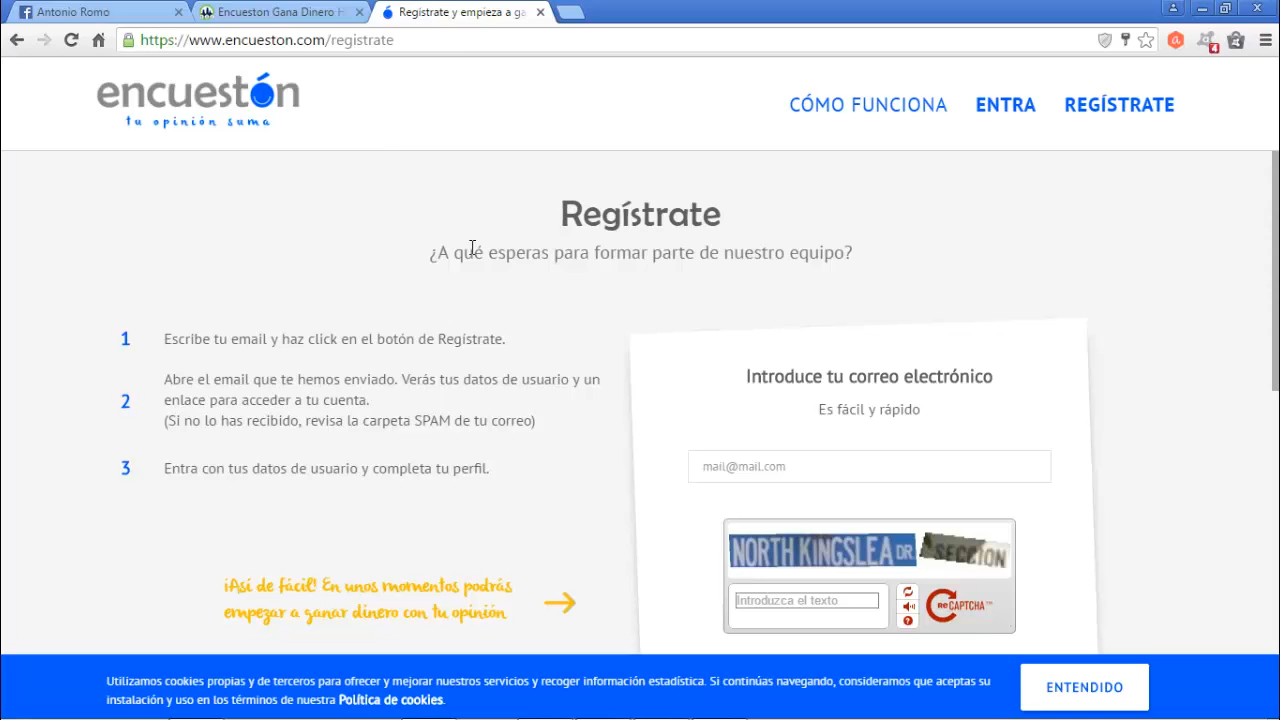 Antonio Romo
Encueston Gana Dinero H
Regístrate y empieza a ga
https://www.encueston.com/registrate
4
encuestón
tu opinión suma
CÓMO FUNCIONA
ENTRA
REGÍSTRATE
Regístrate
¿A qué esperas para formar parte de nuestro equipo?
1
Escribe tu email y haz click en el botón de Regístrate.
2
Abre el email que te hemos enviado. Verás tus datos de usuario y un
enlace para acceder a tu cuenta.
(Si no lo has recibido, revisa la carpeta SPAM de tu correo)
3
Entra con tus datos de usuario y completa tu perfil.
¡Así de fácil! En unos momentos podrás
empezar a ganar dinero con tu opinión
Introduce tu correo electrónico
Es fácil y rápido
mail@mail.com
NORTH KINGSLEA DR. SECCION
Introduzca el texto
reCAPTCHA™
Utilizamos cookies propias y de terceros para ofrecer y mejorar nuestros servicios y recoger información estadística. Si continúas navegando, consideramos que aceptas su
instalación y uso en los términos de nuestra Política de cookies.
ENTENDIDO